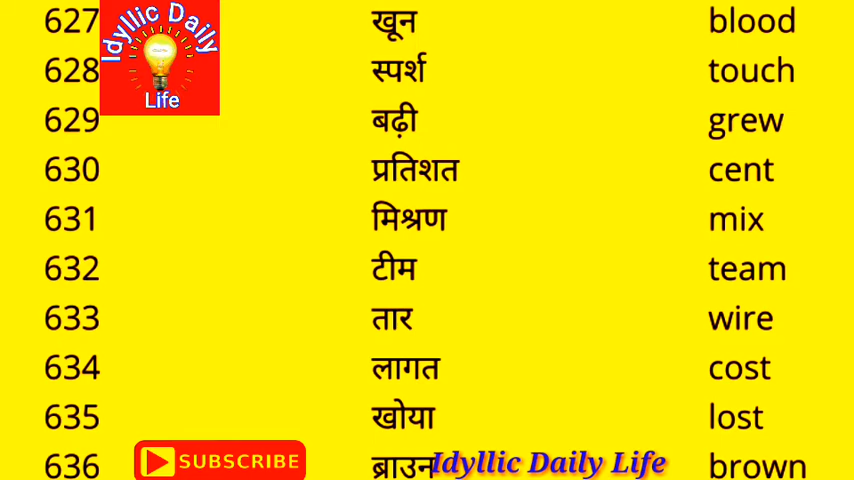 627 खून blood
Idyllic Daily
Life
628 स्पर्श touch
629 बढ़ी grew
630 प्रतिशत cent
631 मिश्रण mix
632 टीम team
633 तार wire
634 लागत cost
635 खोया lost
636 ब्राउन brown
SUBSCRIBE
Idyllic Daily Life